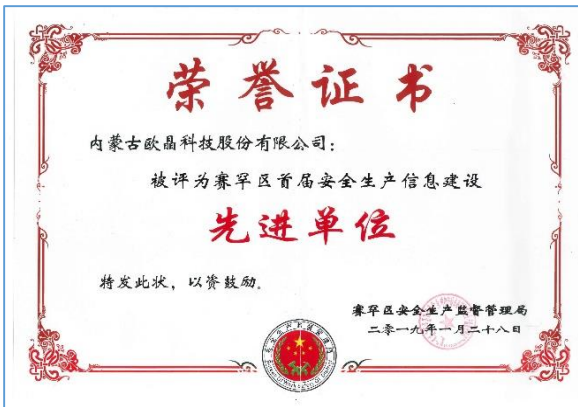 荣誉证书
内蒙古欧晶科技股份有限公司：
被评为赛罕区首届安全生产信息建设
先进单位
特发此状，以资鼓励。
赛罕区安全生产监督管理局
二零一九年一月二十八日